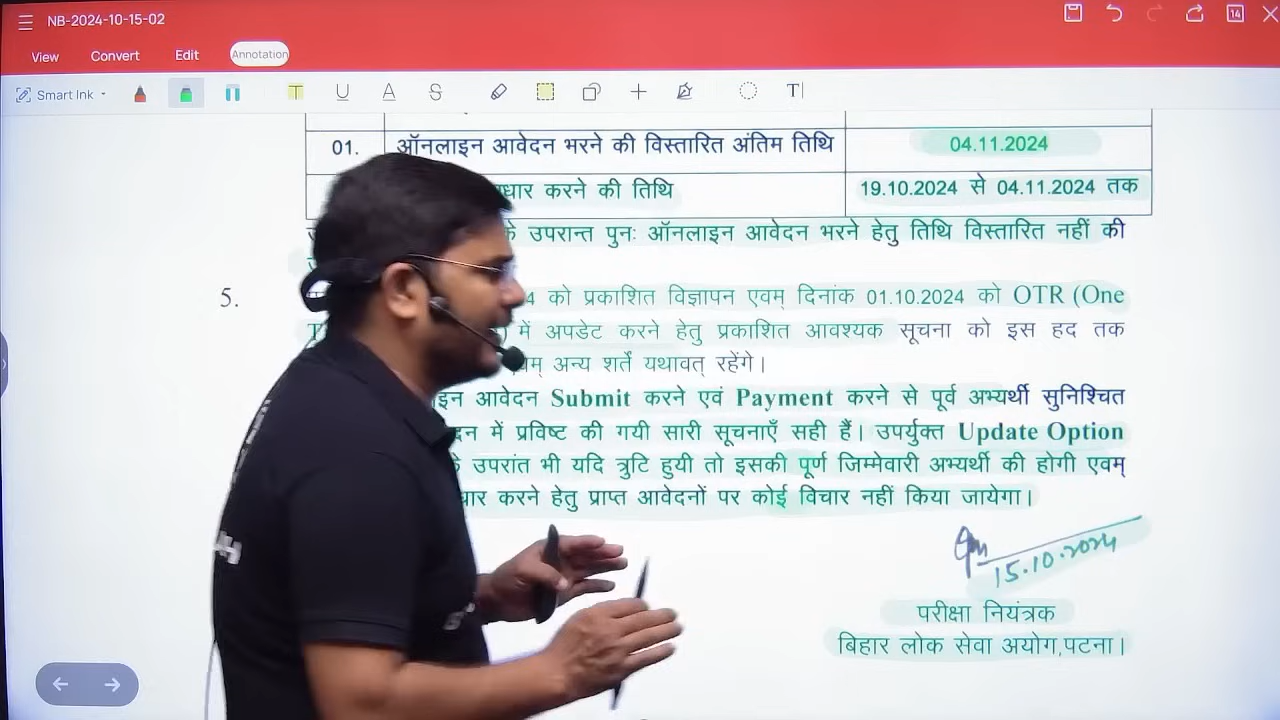 NB-2024-10-15-02
14
View Convert Edit Annotation
Smart Ink T U A S T
01. ऑनलाइन आवेदन भरने की विस्तारित अंतिम तिथि 04.11.2024
करने की तिथि 19.10.2024 से 04.11.2024 तक
उपरान्त पुनः ऑनलाइन आवेदन भरने हेतु तिथि विस्तारित नहीं की
5. को प्रकाशित विज्ञापन एवम् दिनांक 01.10.2024 को OTR (One
में अपडेट करने हेतु प्रकाशित आवश्यक सूचना को इस हद तक
अन्य शर्तें यथावत् रहेंगे।
आवेदन Submit करने एवं Payment करने से पूर्व अभ्यर्थी सुनिश्चित
में प्रविष्ट की गयी सारी सूचनाएँ सही हैं। उपर्युक्त Update Option
उपरांत भी यदि त्रुटि हुयी तो इसकी पूर्ण जिम्मेवारी अभ्यर्थी की होगी एवम्
करने हेतु प्राप्त आवेदनों पर कोई विचार नहीं किया जायेगा।
15.10.2024
परीक्षा नियंत्रक
बिहार लोक सेवा अयोग,पटना।